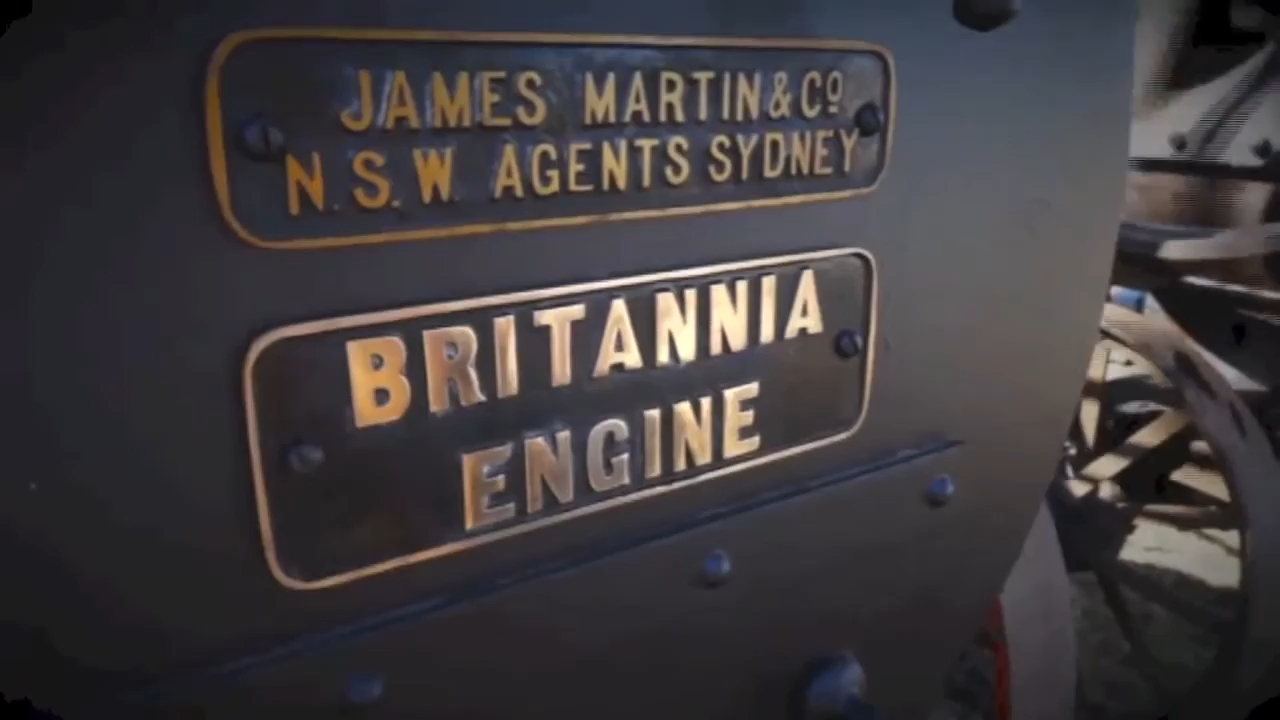 JAMES MARTIN & Cº
N.S.W. AGENTS SYDNEY
BRITANNIA
ENGINE